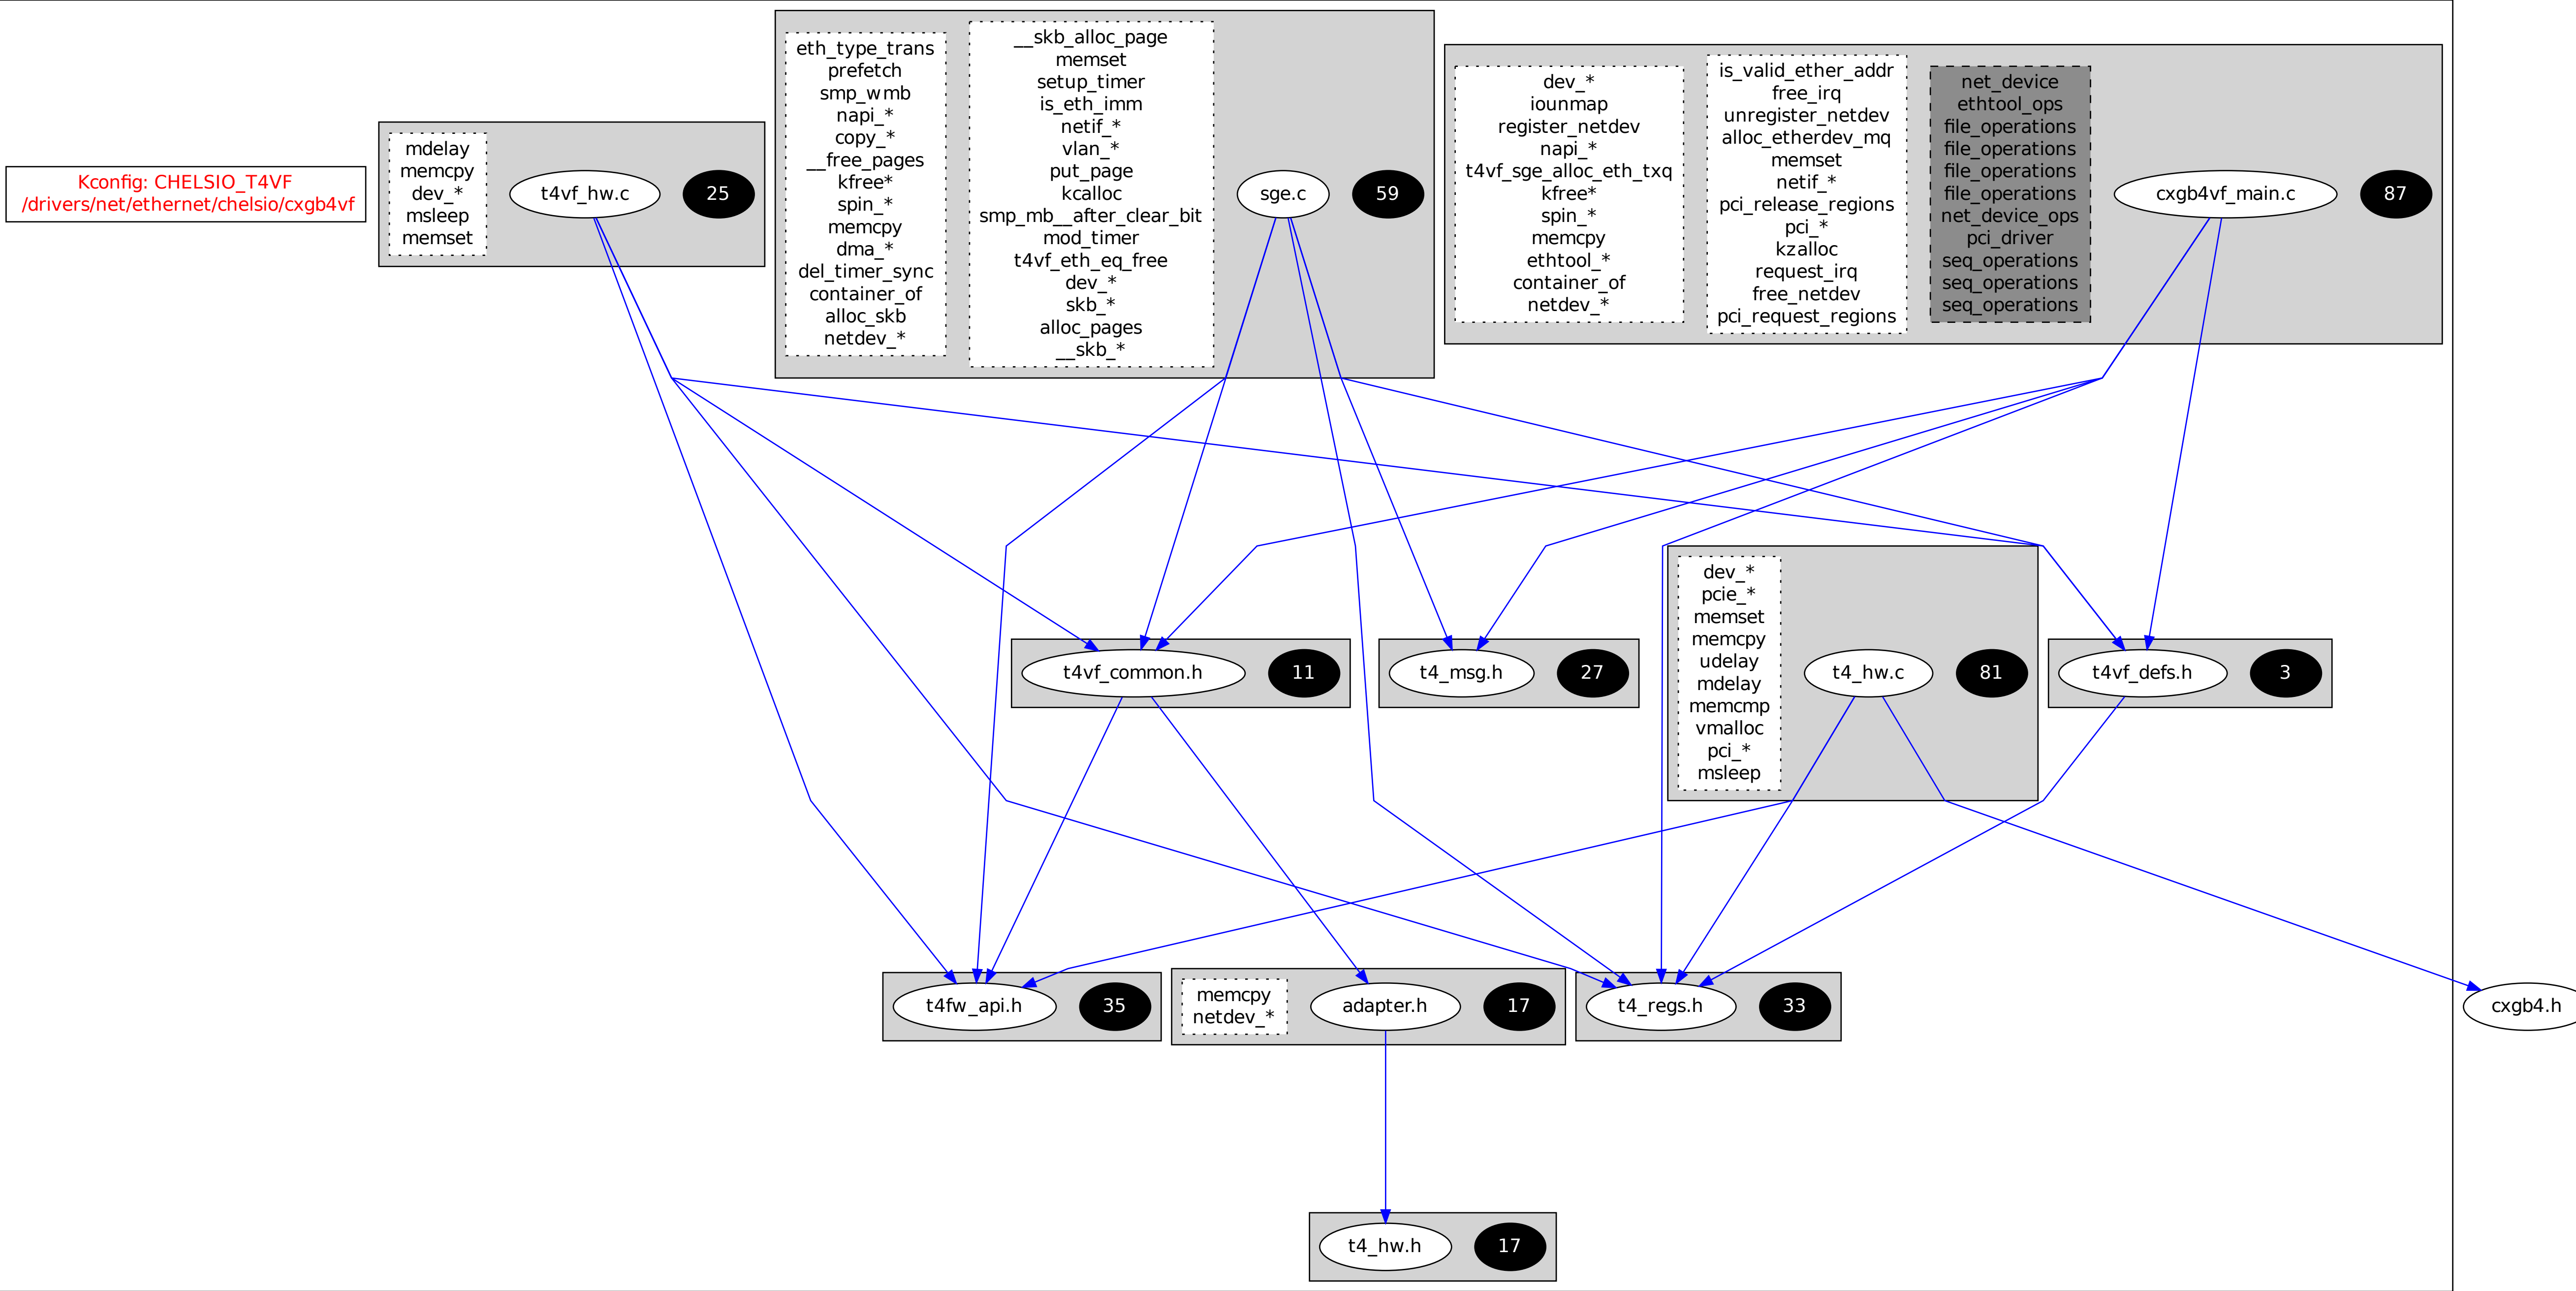 Kconfig: CHELSIO_T4VF
/drivers/net/ethernet/chelsio/cxgb4vf
mdelay
memcpy
dev_*
msleep
memset
t4vf_hw.c
25
eth_type_trans
prefetch
smp_wmb
napi_*
copy_*
__free_pages
kfree*
spin_*
memcpy
dma_*
del_timer_sync
container_of
alloc_skb
netdev_*
__skb_alloc_page
memset
setup_timer
is_eth_imm
netif_*
vlan_*
put_page
kcalloc
smp_mb__after_clear_bit
mod_timer
t4vf_eth_eq_free
dev_*
skb_*
alloc_pages
__skb_*
sge.c
59
dev_*
iounmap
register_netdev
napi_*
t4vf_sge_alloc_eth_txq
kfree*
spin_*
memcpy
ethtool_*
container_of
netdev_*
is_valid_ether_addr
free_irq
unregister_netdev
alloc_etherdev_mq
memset
netif_*
pci_release_regions
pci_*
kzalloc
request_irq
free_netdev
pci_request_regions
net_device
ethtool_ops
file_operations
file_operations
file_operations
file_operations
net_device_ops
pci_driver
seq_operations
seq_operations
seq_operations
cxgb4vf_main.c
87
t4vf_common.h
11
t4_msg.h
27
dev_*
pcie_*
memset
memcpy
udelay
mdelay
memcmp
vmalloc
pci_*
msleep
t4_hw.c
81
t4vf_defs.h
3
t4fw_api.h
35
memcpy
netdev_*
adapter.h
17
t4_regs.h
33
cxgb4.h
t4_hw.h
17